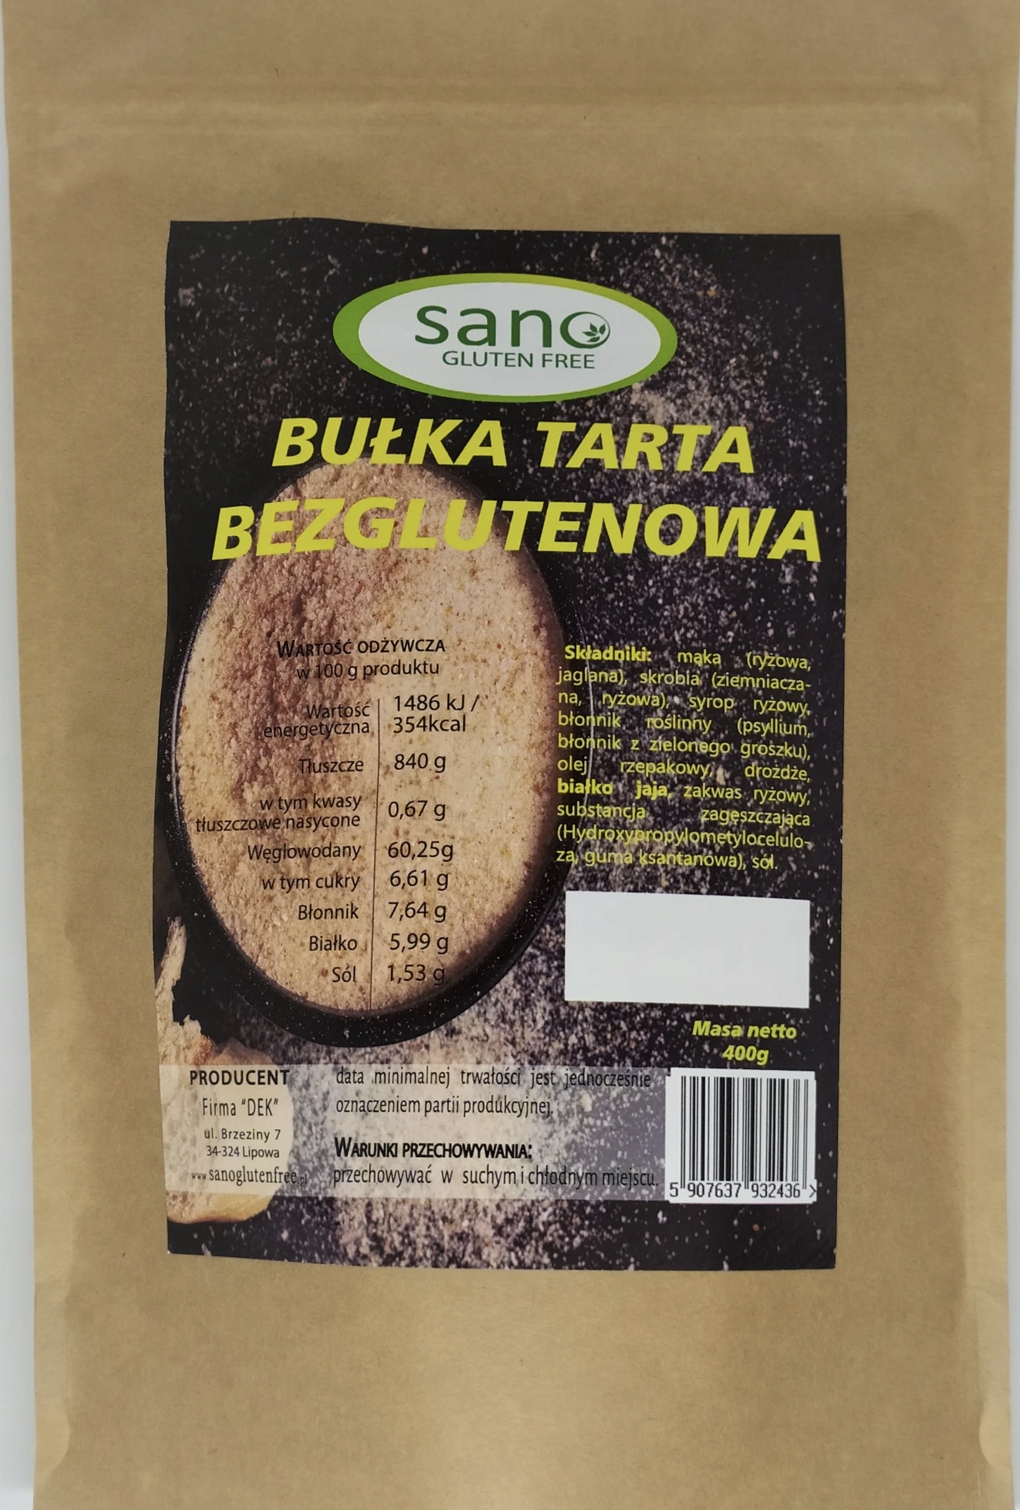 sano
GLUTEN FREE
BUŁKA TARTA
BEZGLUTENOWA
WARTOŚĆ ODŻYWCZA
w 100 g produktu
Wartość energetyczna 1486 kJ / 354kcal
Tłuszcze 840 g
w tym kwasy tłuszczowe nasycone 0,67 g
Węglowodany 60,25g
w tym cukry 6,61 g
Błonnik 7,64 g
Białko 5,99 g
Sól 1,53 g
Składniki: mąka (ryżowa,
jaglana), skrobia (ziemniacza-
na, ryżowa), syrop ryżowy,
błonnik roślinny (psyllium,
błonnik z zielonego groszku),
olej rzepakowy, drożdże,
białko jaja, zakwas ryżowy,
substancja zagęszczająca
(Hydroxypropylometylocelulo-
za, guma ksantanowa), sól.
Masa netto
400g
PRODUCENT
Firma "DEK"
ul. Brzeziny 7
34-324 Lipowa
www.sanoglutenfree.pl
data minimalnej trwałości jest jednocześnie
oznaczeniem partii produkcyjnej.
WARUNKI PRZECHOWYWANIA:
przechowywać w suchym i chłodnym miejscu.
5 907637 932436 >